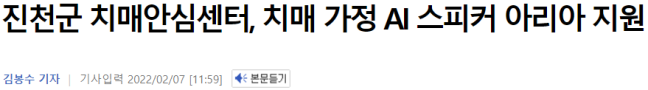 진천군 치매안심센터, 치매 가정 AI 스피커 아리아 지원
김봉수 기자 | 기사입력 2022/02/07 [11:59] 본문듣기